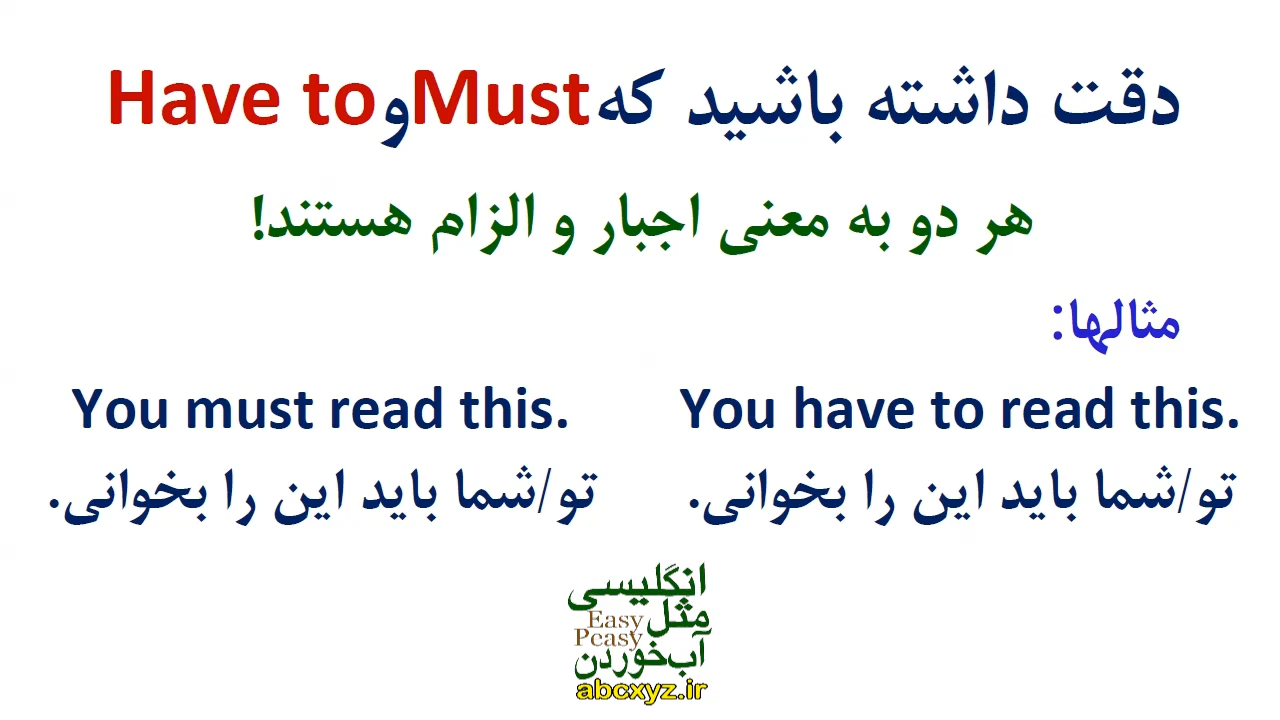 دقت داشته باشید که Must و Have to
هر دو به معنی اجبار و الزام هستند!
مثالها:
You must read this. You have to read this.
تو/شما باید این را بخوانی. تو/شما باید این را بخوانی.
انگلیسی
مثل Easy
Peasy
آب‌خوردن
abcxyz.ir